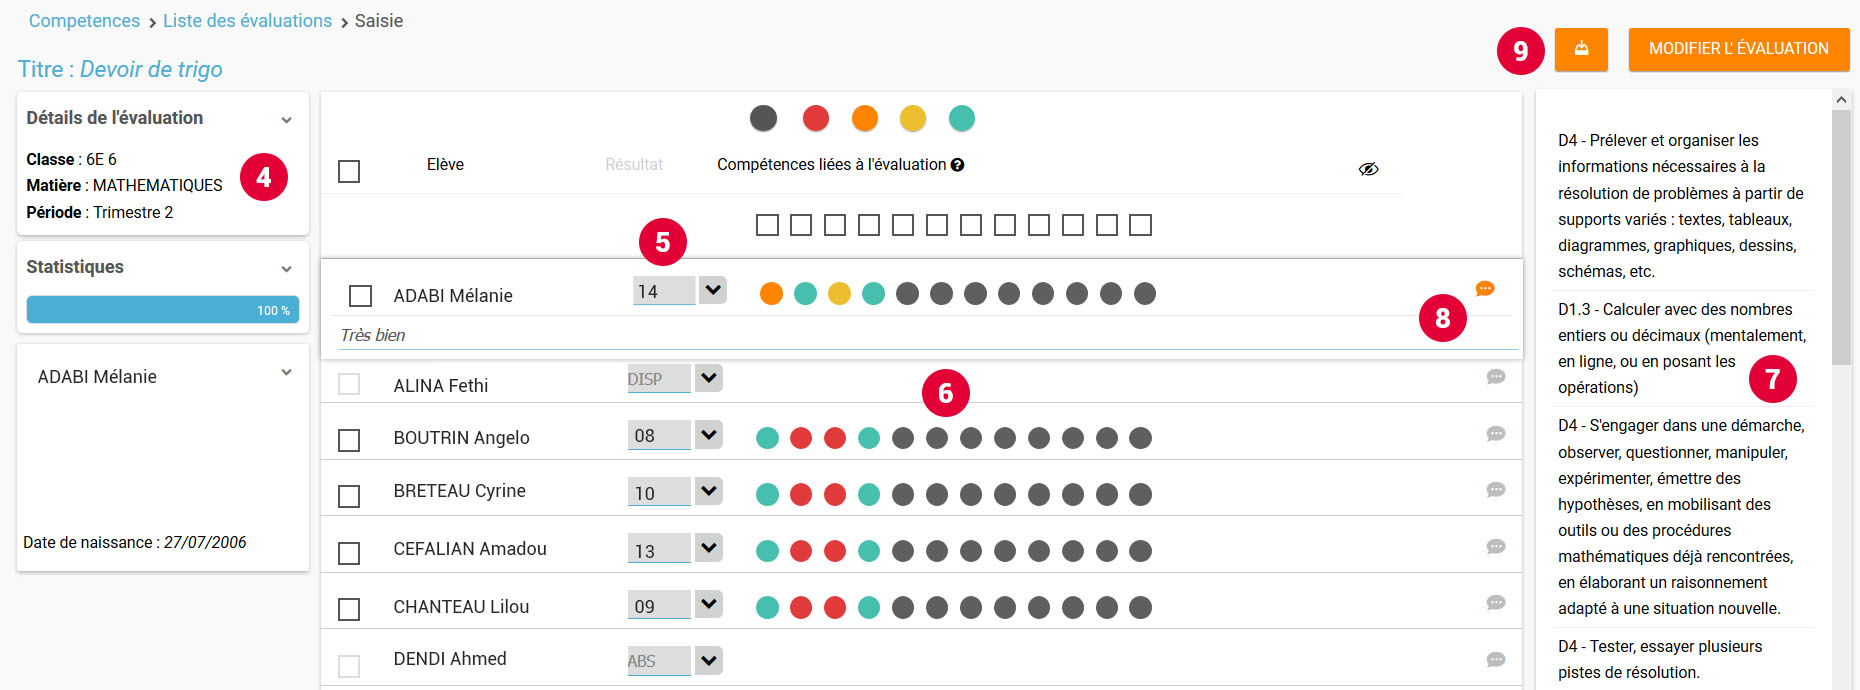 Competences > Liste des évaluations > Saisie
9
MODIFIER L' ÉVALUATION
Titre : Devoir de trigo
Détails de l'évaluation
Classe : 6E 6
Matière : MATHEMATIQUES
Période : Trimestre 2
4
Statistiques
100 %
ADABI Mélanie
Date de naissance : 27/07/2006
Elève
Résultat
Compétences liées à l'évaluation ?
5
ADABI Mélanie
14
8
Très bien
ALINA Fethi
DISP
6
BOUTRIN Angelo
08
BRETEAU Cyrine
10
CEFALIAN Amadou
13
CHANTEAU Lilou
09
DENDI Ahmed
ABS
D4 - Prélever et organiser les
informations nécessaires à la
résolution de problèmes à partir de
supports variés : textes, tableaux,
diagrammes, graphiques, dessins,
schémas, etc.
D1.3 - Calculer avec des nombres
entiers ou décimaux (mentalement,
en ligne, ou en posant les
opérations)
7
D4 - S'engager dans une démarche,
observer, questionner, manipuler,
expérimenter, émettre des
hypothèses, en mobilisant des
outils ou des procédures
mathématiques déjà rencontrées,
en élaborant un raisonnement
adapté à une situation nouvelle.
D4 - Tester, essayer plusieurs
pistes de résolution.